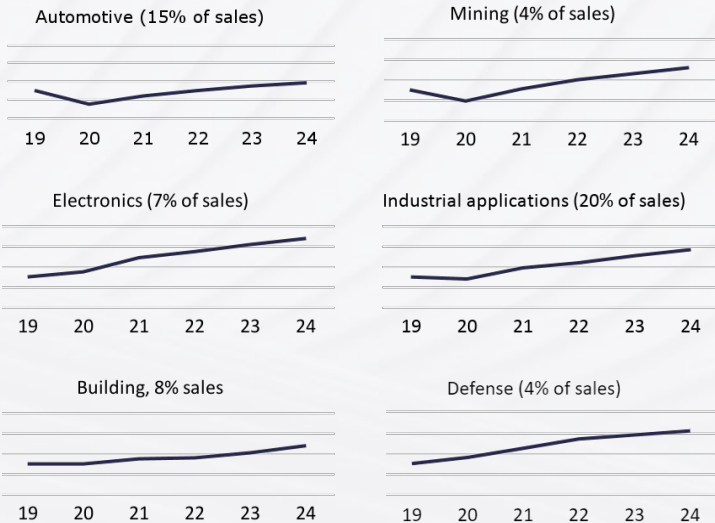 Automotive (15% of sales)
19 20 21 22 23 24
Mining (4% of sales)
19 20 21 22 23 24
Electronics (7% of sales)
19 20 21 22 23 24
Industrial applications (20% of sales)
19 20 21 22 23 24
Building, 8% sales
19 20 21 22 23 24
Defense (4% of sales)
19 20 21 22 23 24